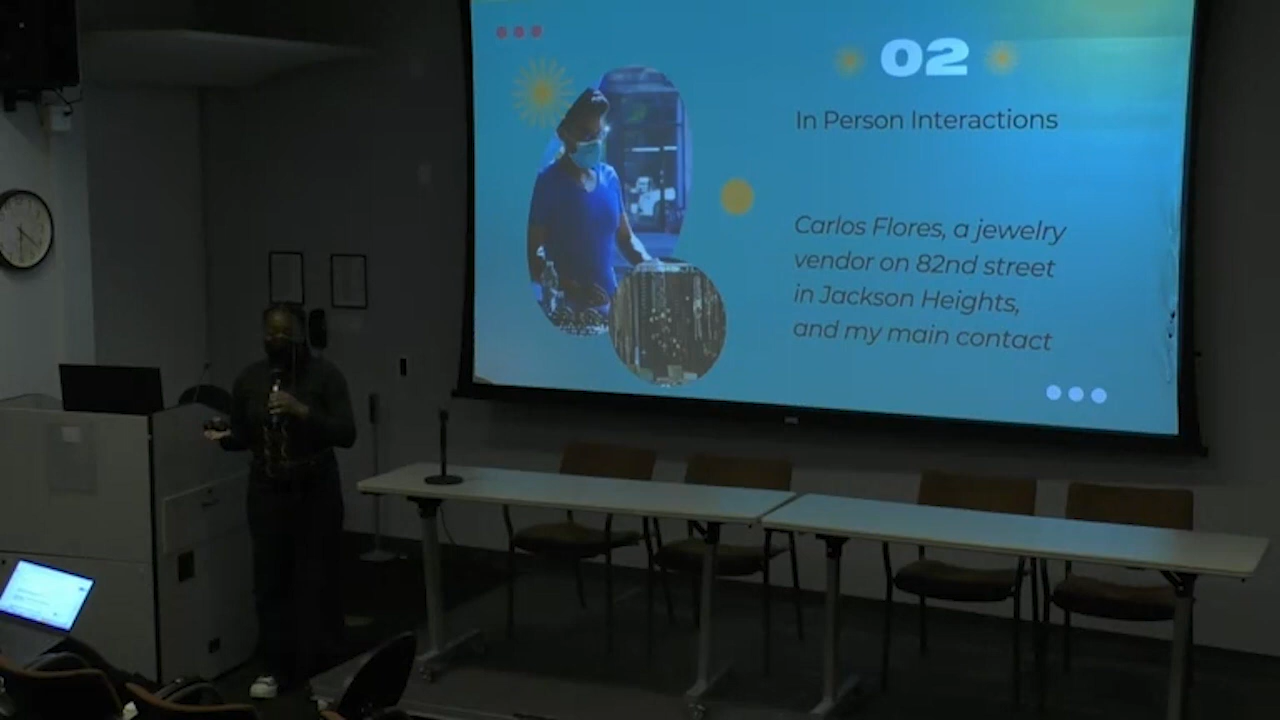 02
In Person Interactions
Carlos Flores, a jewelry
vendor on 82nd street
in Jackson Heights,
and my main contact